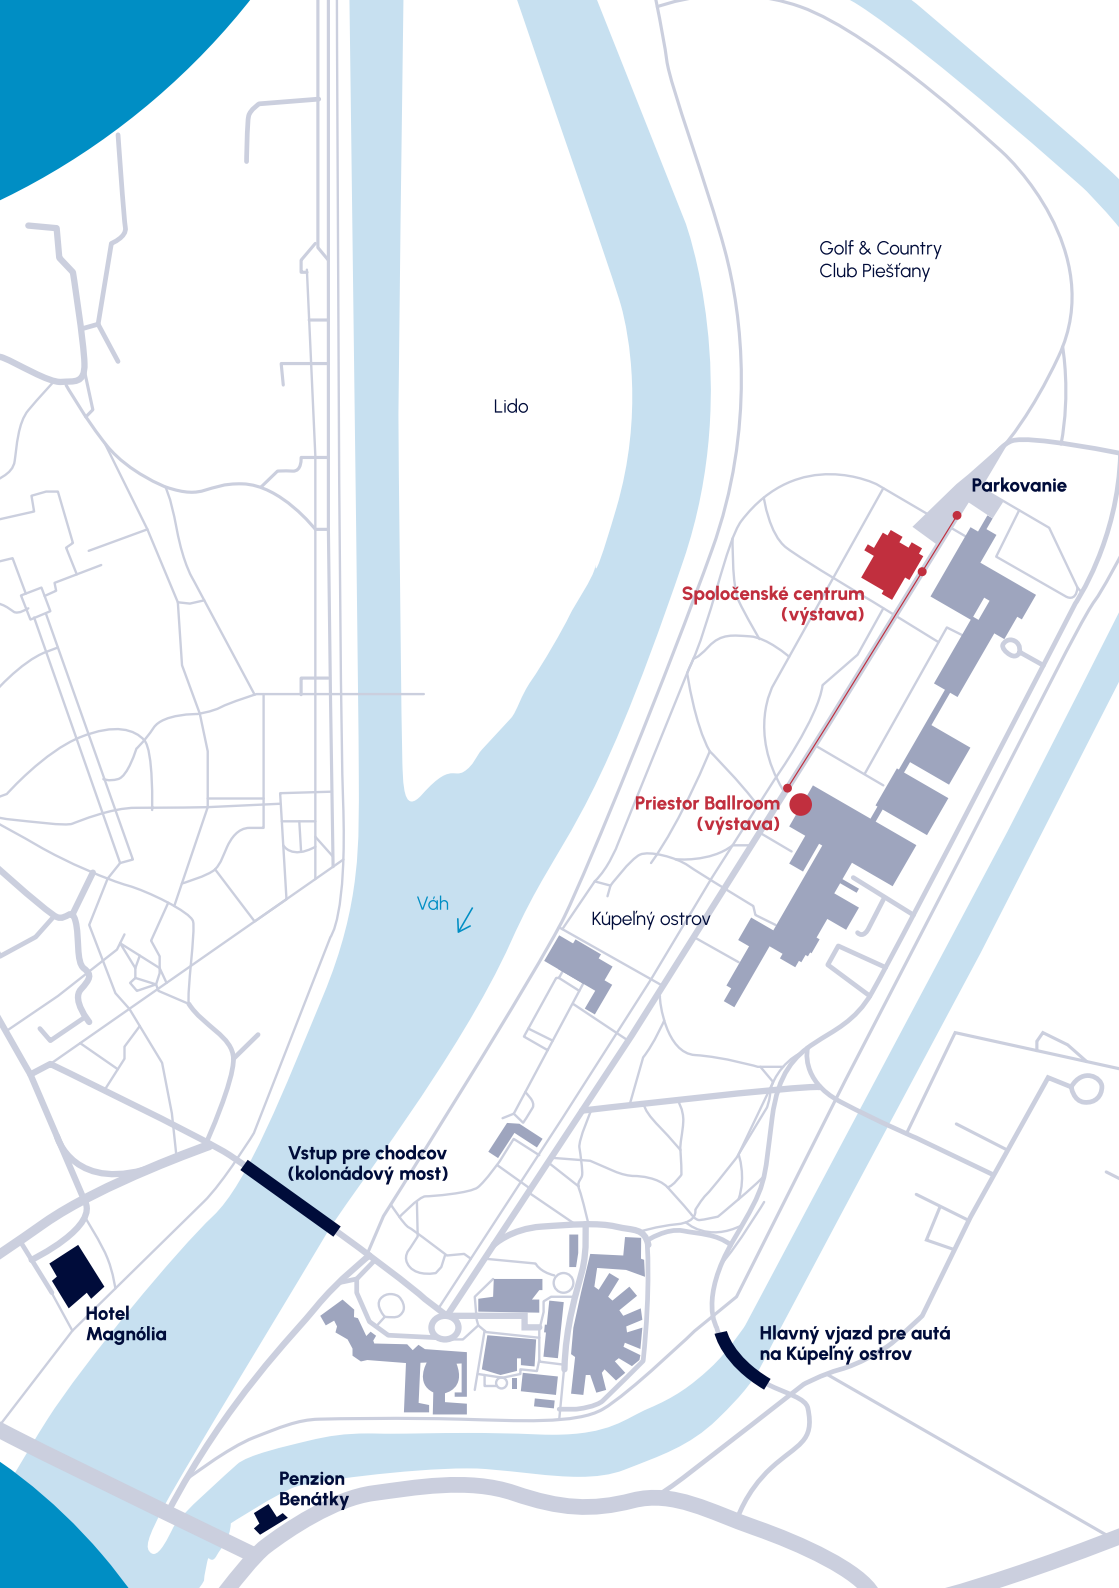 Golf & Country
Club Piešťany
Lido
Parkovanie
Spoločenské centrum
(výstava)
Priestor Ballroom
(výstava)
Váh
Kúpeľný ostrov
Vstup pre chodcov
(kolonádový most)
Hotel
Magnólia
Hlavný vjazd pre autá
na Kúpeľný ostrov
Penzion
Benátky